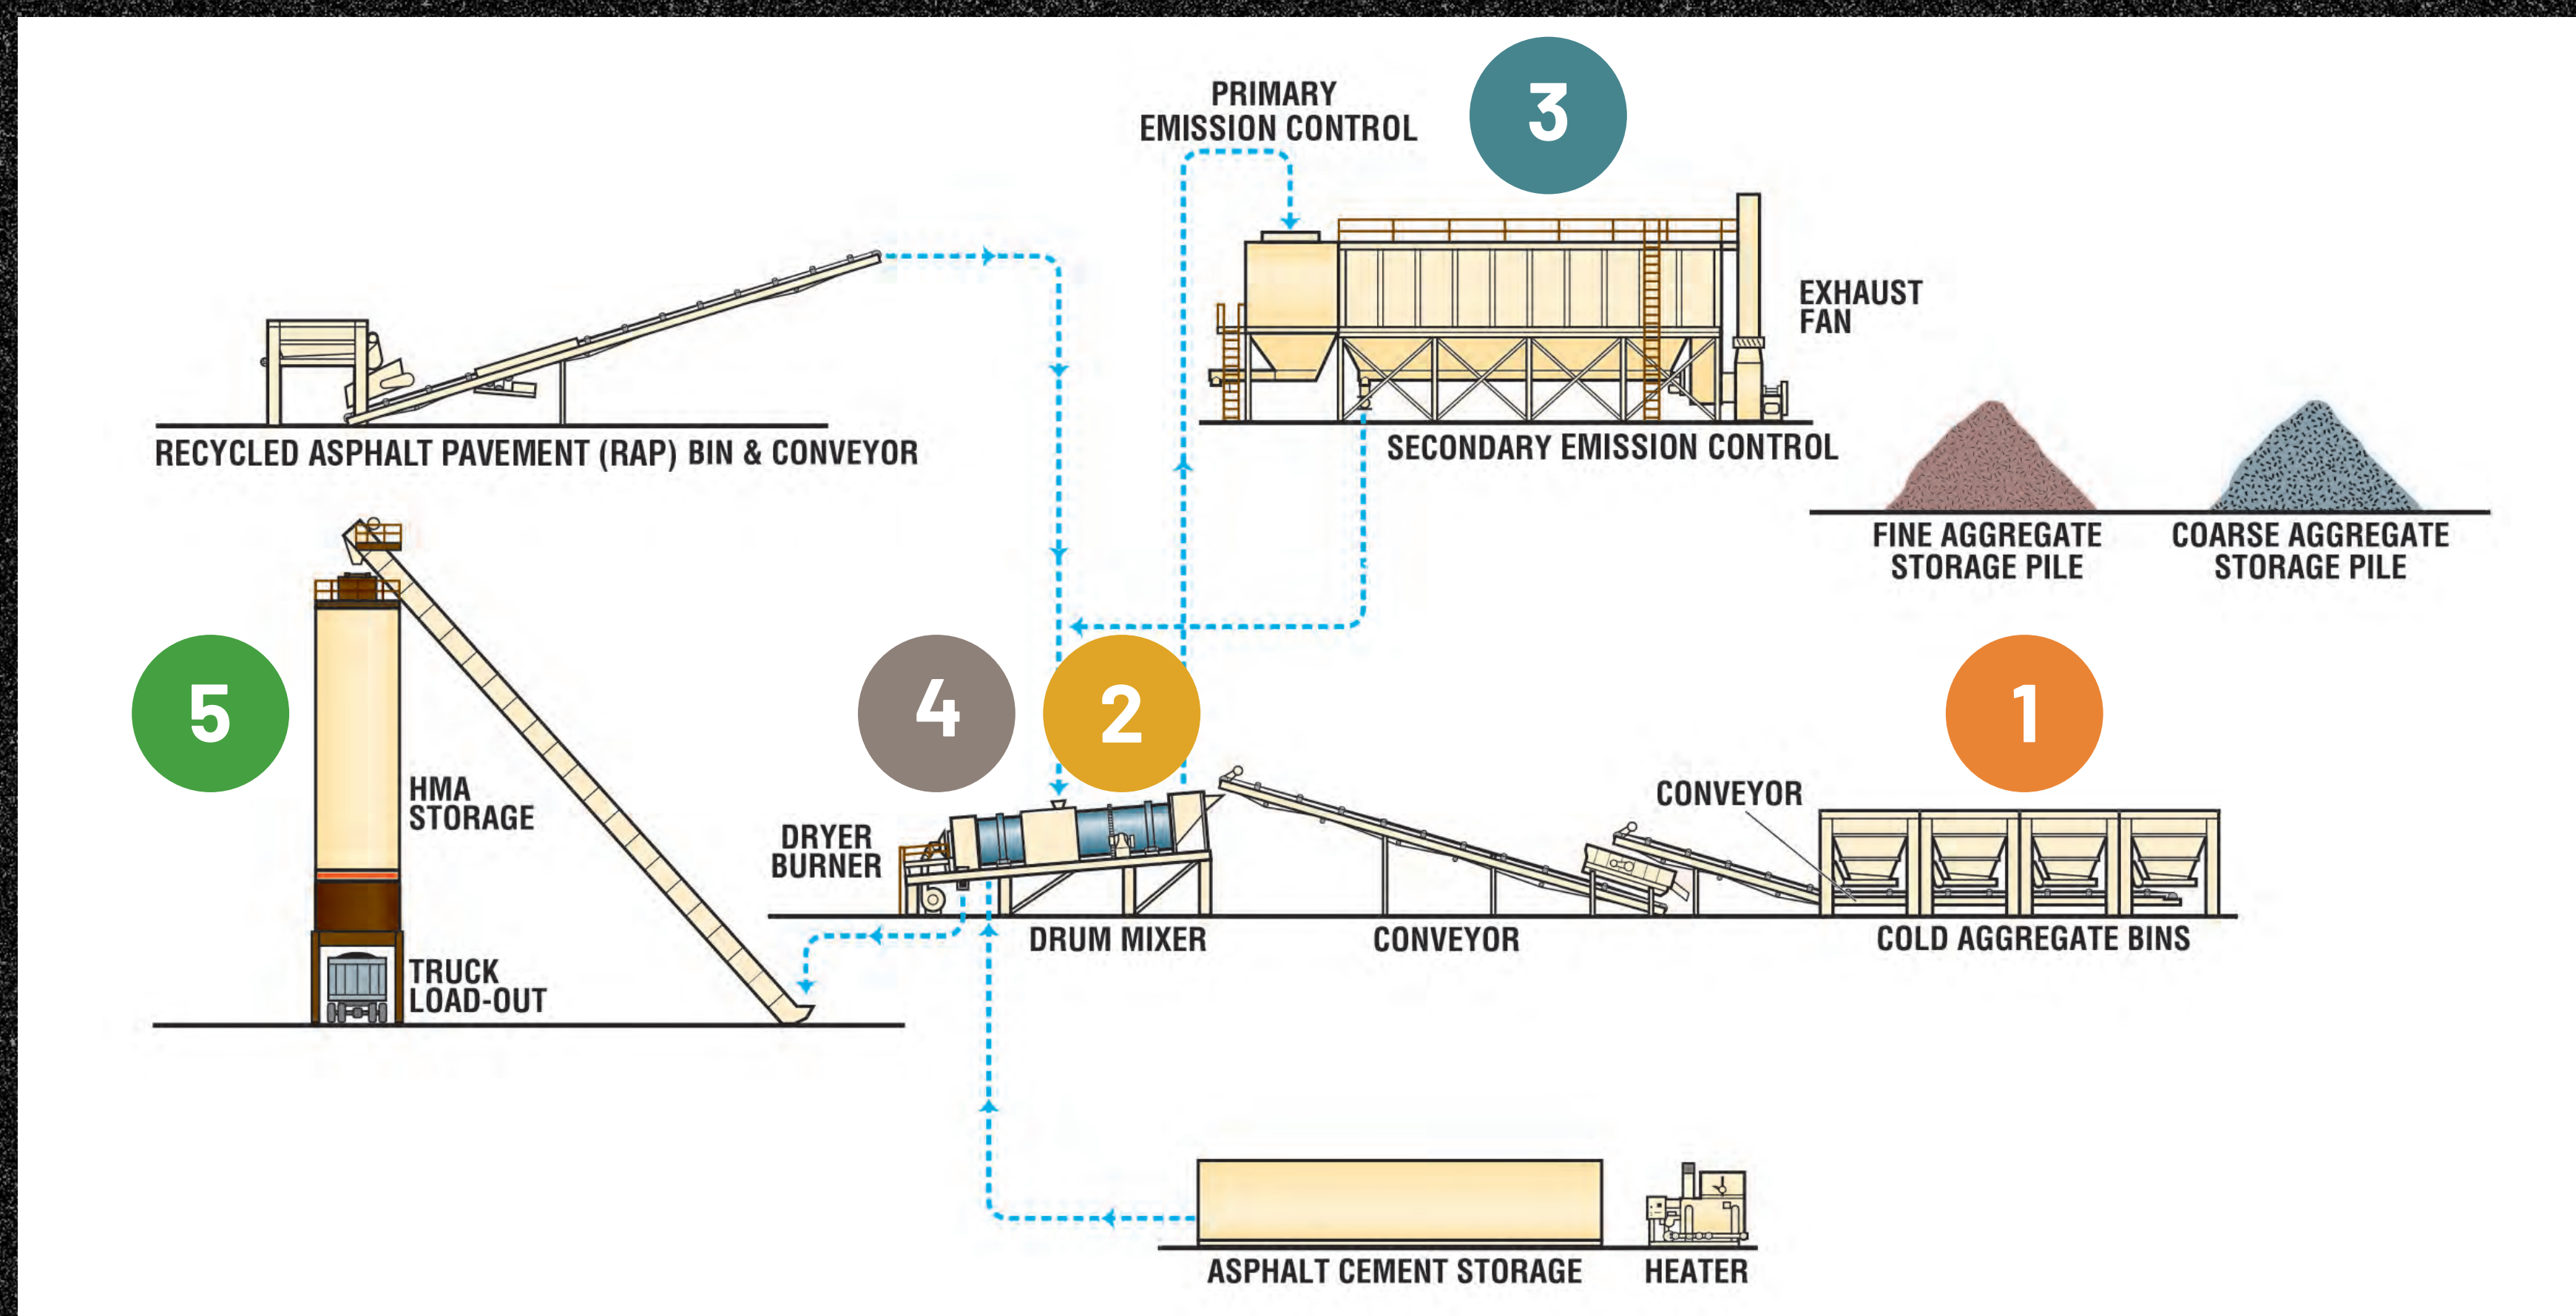 PRIMARY
EMISSION CONTROL
3
EXHAUST
FAN
RECYCLED ASPHALT PAVEMENT (RAP) BIN & CONVEYOR
SECONDARY EMISSION CONTROL
FINE AGGREGATE
STORAGE PILE
COARSE AGGREGATE
STORAGE PILE
5
4
2
1
HMA
STORAGE
DRYER
BURNER
CONVEYOR
DRUM MIXER
CONVEYOR
COLD AGGREGATE BINS
TRUCK
LOAD-OUT
ASPHALT CEMENT STORAGE
HEATER